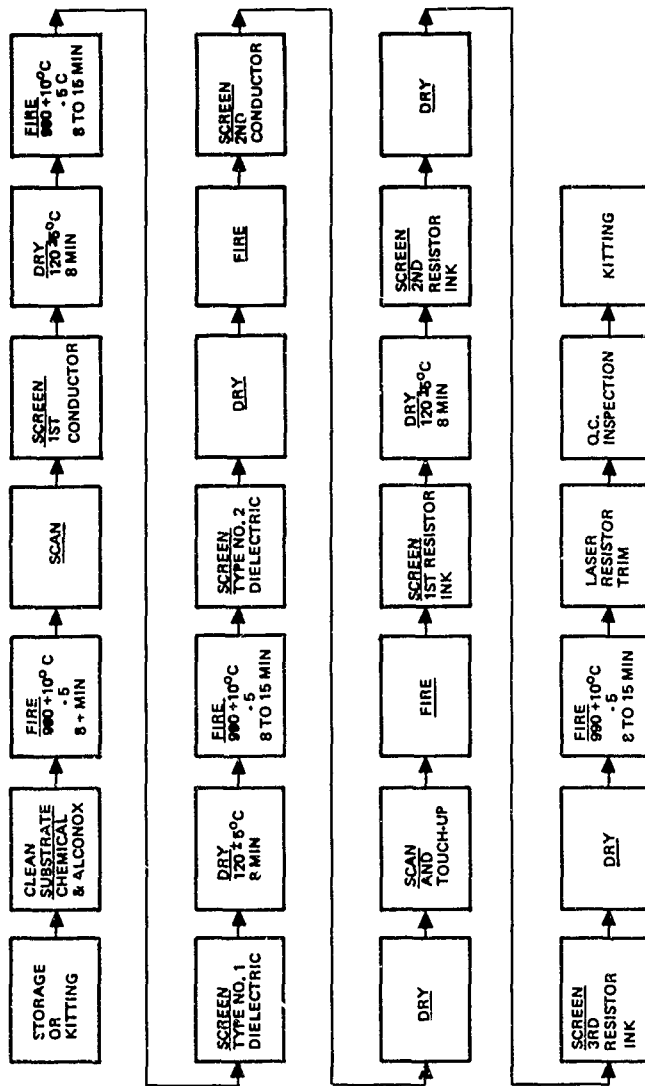 STORAGE
OR
KITTING
CLEAN
SUBSTRATE
CHEMICAL
& ALCONOX
FIRE
980 +10°C
- 5
8 + MIN
SCAN
SCREEN
1ST
CONDUCTOR
DRY
120 ±5°C
8 MIN
FIRE
980 +10°C
- 5 C
8 TO 15 MIN
SCREEN
TYPE NO. 1
DIELECTRIC
DRY
120 ± 5°C
8 MIN
FIRE
980 +10°C
- 5
8 TO 15 MIN
SCREEN
TYPE NO. 2
DIELECTRIC
DRY
FIRE
SCREEN
2ND
CONDUCTOR
DRY
SCAN
AND
TOUCH-UP
FIRE
SCREEN
1ST RESISTOR
INK
DRY
120 ±5°C
8 MIN
SCREEN
2ND
RESISTOR
INK
DRY
SCREEN
3RD
RESISTOR
INK
DRY
FIRE
990 +10°C
- 5
8 TO 15 MIN
LASER
RESISTOR
TRIM
Q.C.
INSPECTION
KITTING